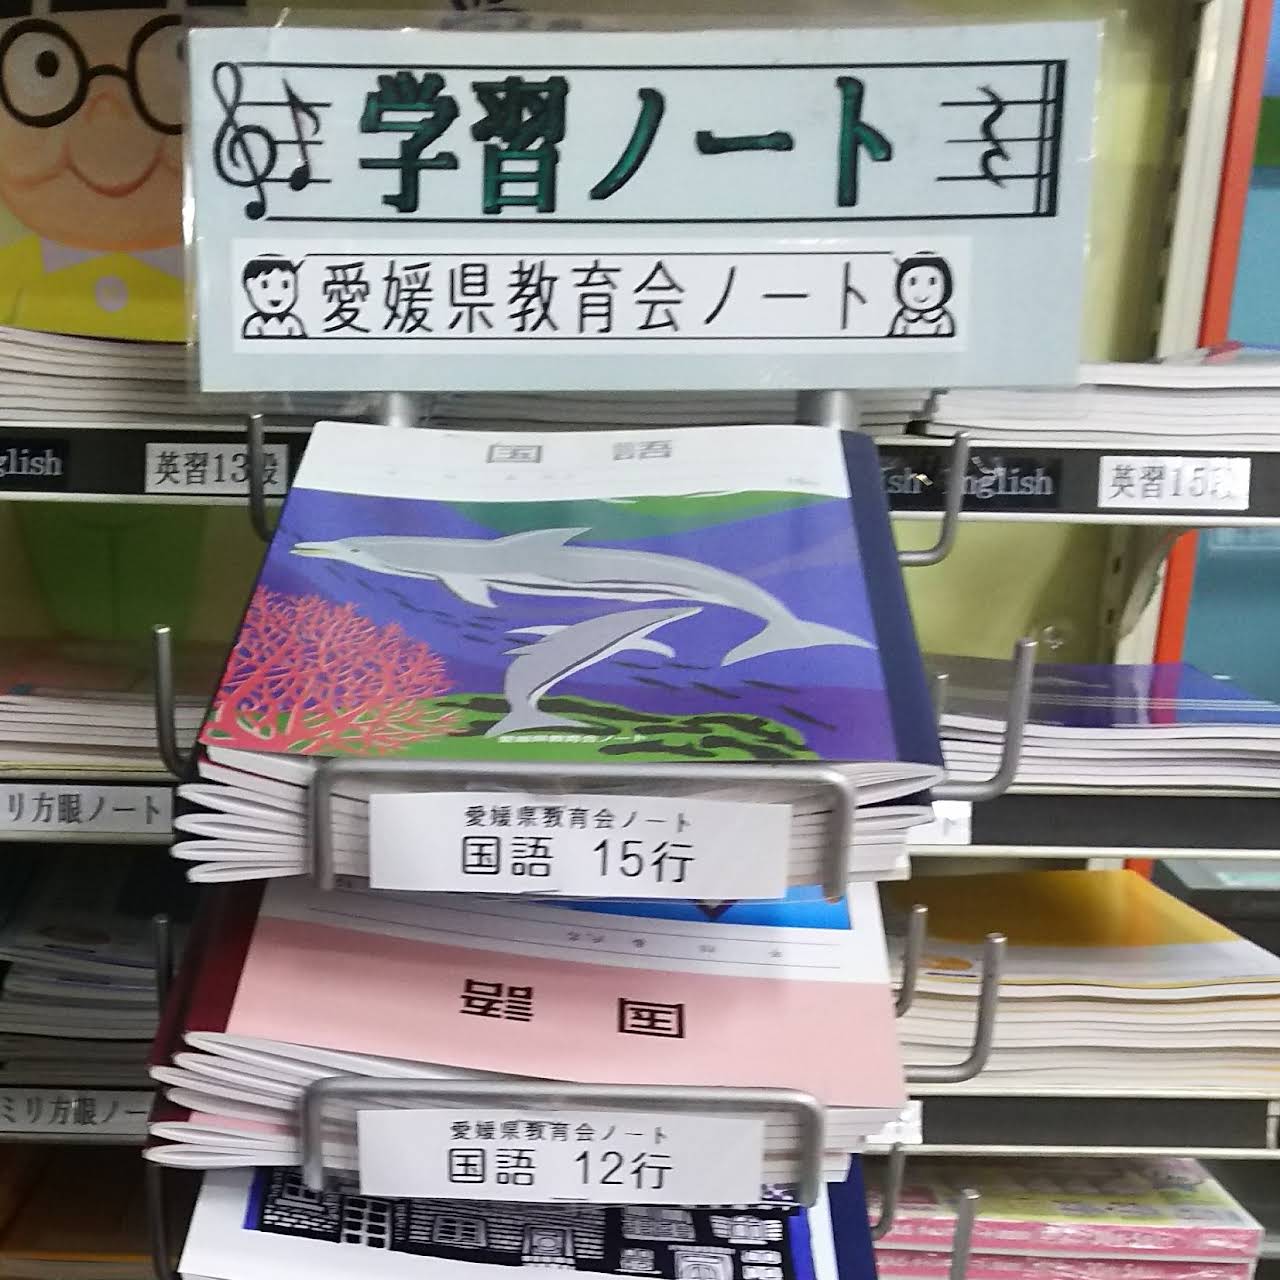 学習ノート
愛媛県教育会ノート
glish
英習13段
English
英習15段
国語
愛媛県教育会ノート
リ方眼ノート
ト
愛媛県教育会ノート
国語 15行
国語
ミリ方眼ノー
愛媛県教育会ノート
国語 12行